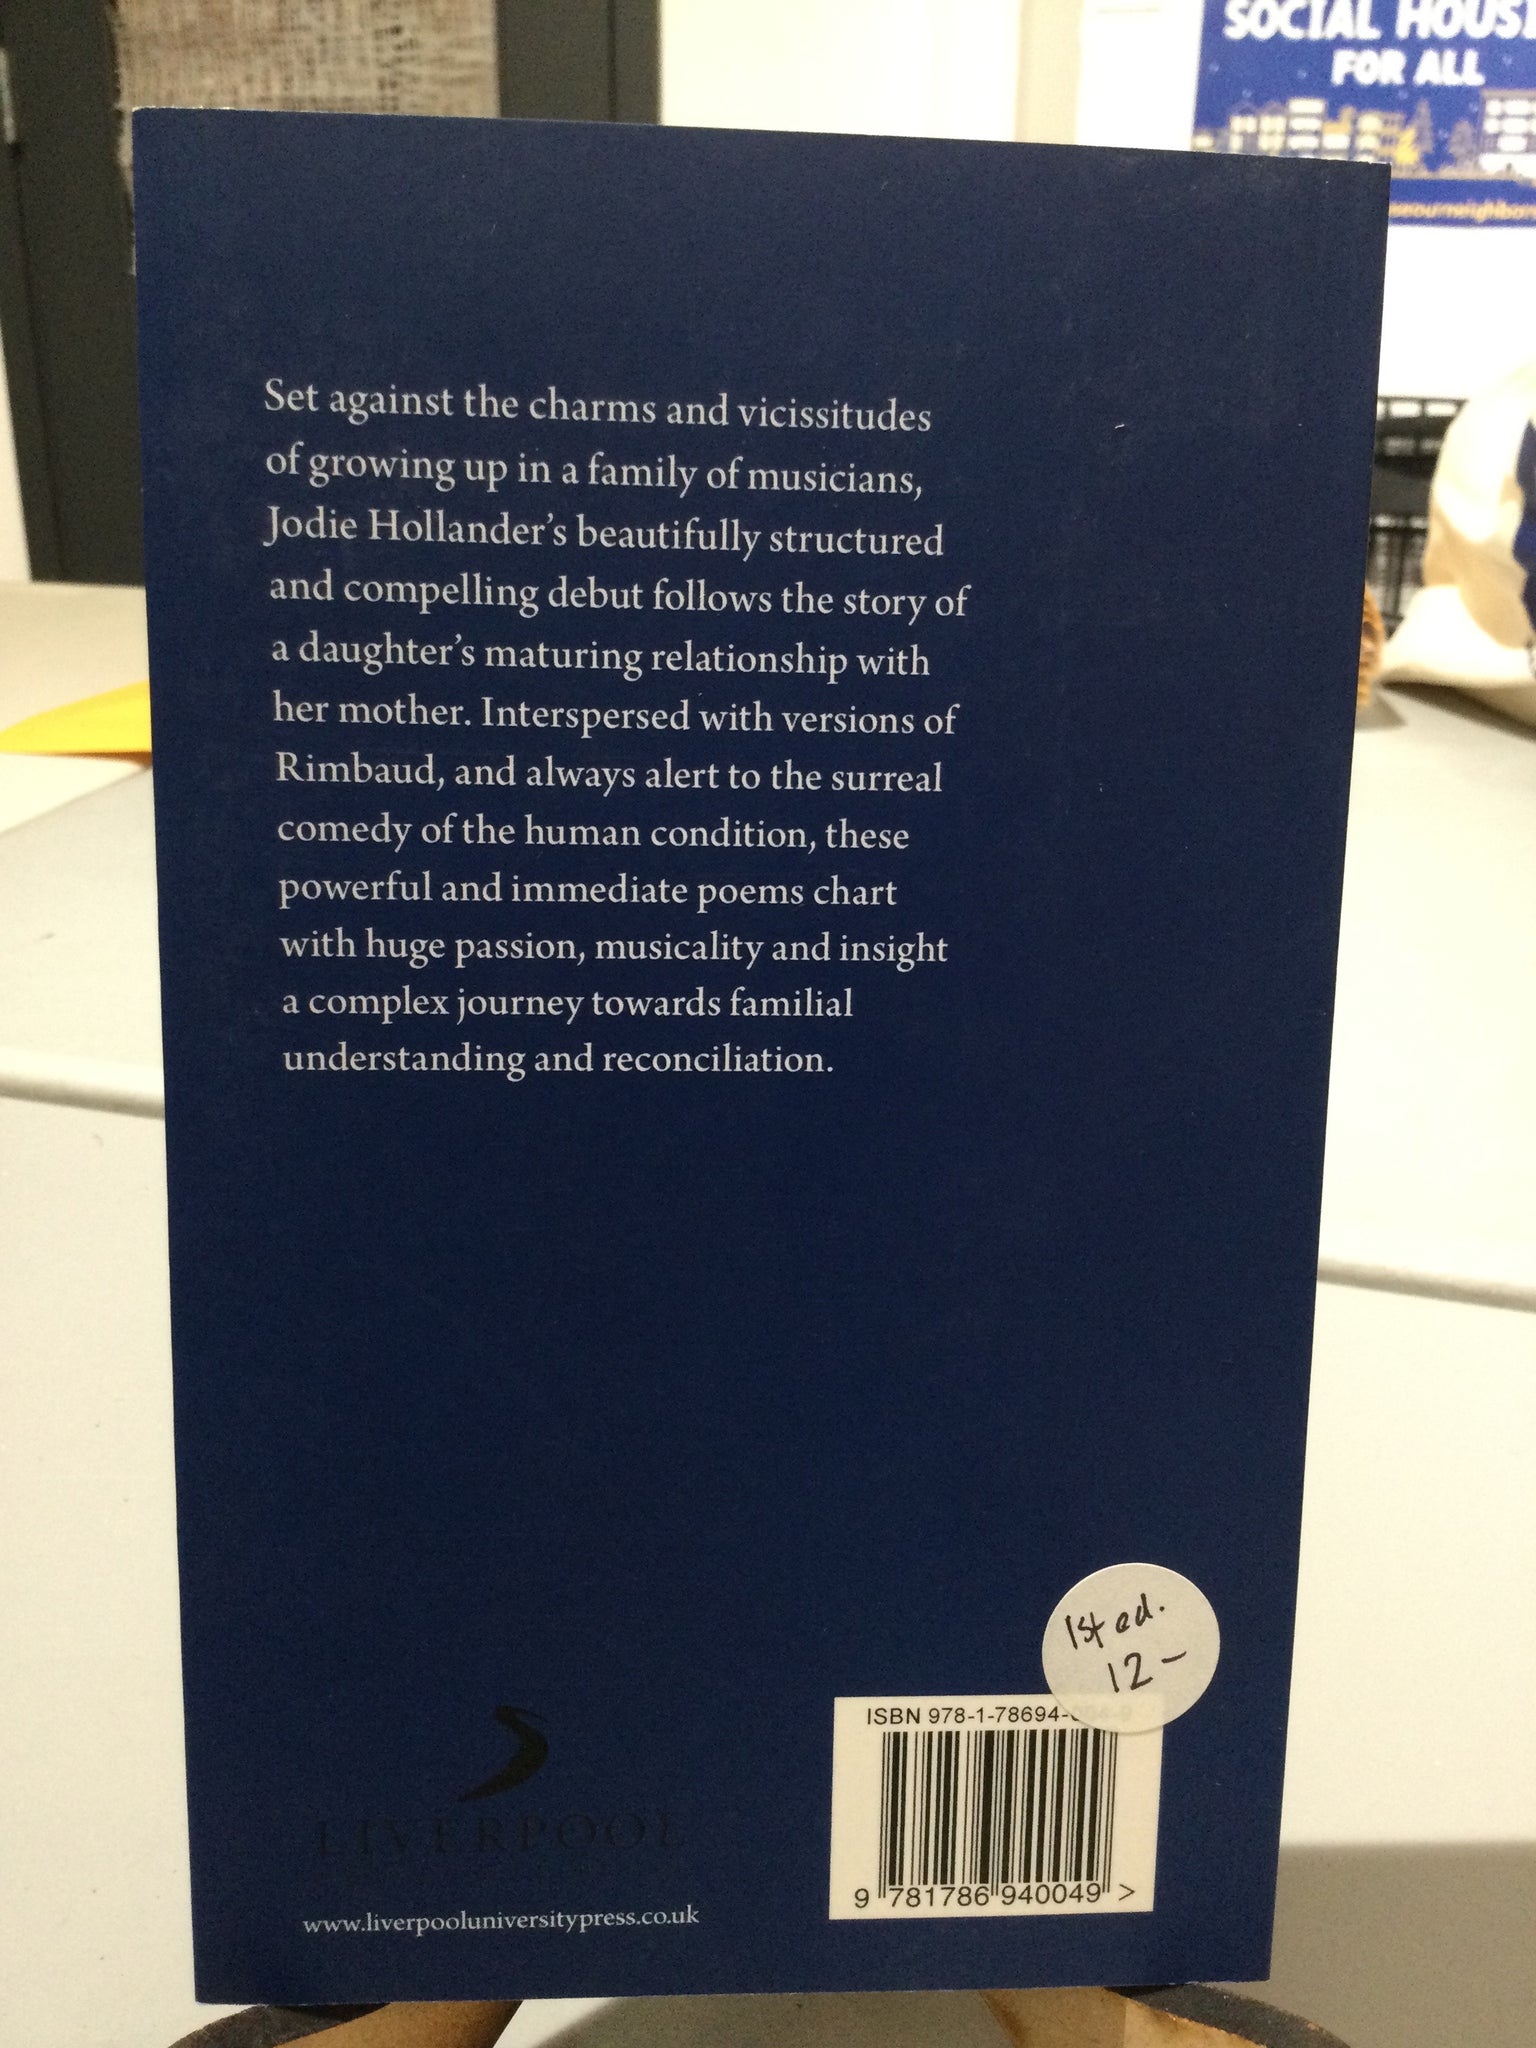 SOCIAL HOUS
FOR ALL
Set against the charms and vicissitudes
of growing up in a family of musicians,
Jodie Hollander's beautifully structured
and compelling debut follows the story of
a daughter's maturing relationship with
her mother. Interspersed with versions of
Rimbaud, and always alert to the surreal
comedy of the human condition, these
powerful and immediate poems chart
with huge passion, musicality and insight
a complex journey towards familial
understanding and reconciliation.
1st ed.
12 –
ISBN 978-1-78694-004-9
9 781786 940049 >
LIVERPOOL
www.liverpooluniversitypress.co.uk